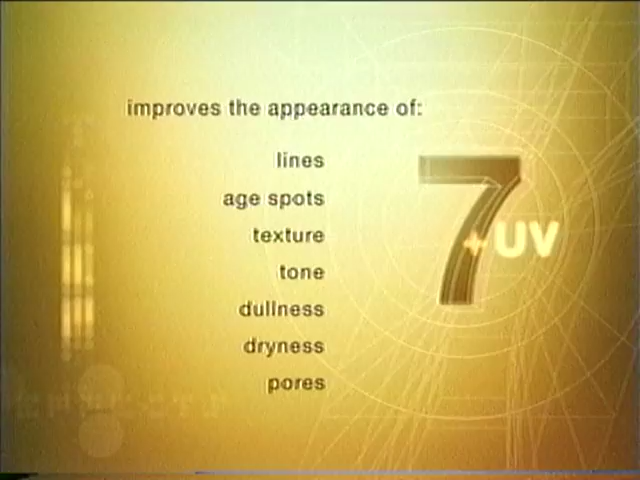 improves the appearance of:
lines
age spots
texture
tone
dullness
dryness
pores
7
+UV